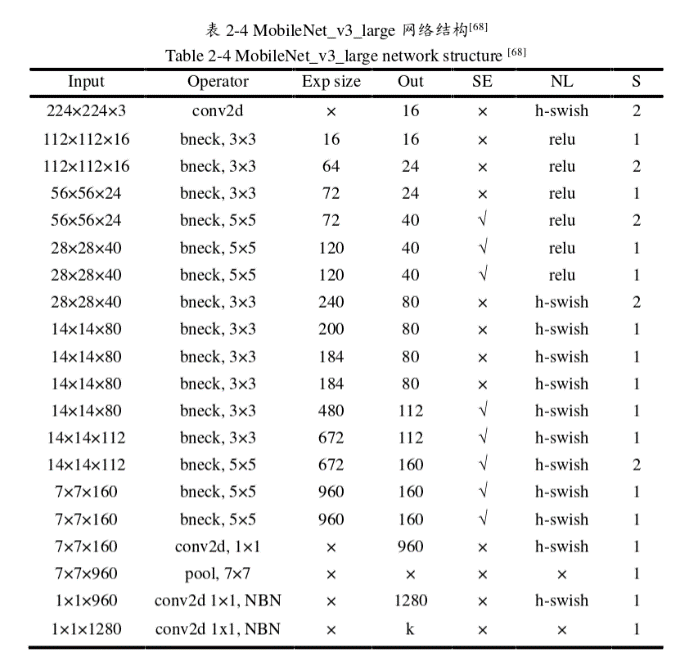 表 2-4 MobileNet_v3_large 网络结构[68]
Table 2-4 MobileNet_v3_large network structure [68]
Input Operator Exp size Out SE NL S
224×224×3 conv2d × 16 × h-swish 2
112×112×16 bneck, 3×3 16 16 × relu 1
112×112×16 bneck, 3×3 64 24 × relu 2
56×56×24 bneck, 3×3 72 24 × relu 1
56×56×24 bneck, 5×5 72 40 √ relu 2
28×28×40 bneck, 5×5 120 40 √ relu 1
28×28×40 bneck, 5×5 120 40 √ relu 1
28×28×40 bneck, 3×3 240 80 × h-swish 2
14×14×80 bneck, 3×3 200 80 × h-swish 1
14×14×80 bneck, 3×3 184 80 × h-swish 1
14×14×80 bneck, 3×3 184 80 × h-swish 1
14×14×80 bneck, 3×3 480 112 √ h-swish 1
14×14×112 bneck, 3×3 672 112 √ h-swish 1
14×14×112 bneck, 5×5 672 160 √ h-swish 2
7×7×160 bneck, 5×5 960 160 √ h-swish 1
7×7×160 bneck, 5×5 960 160 √ h-swish 1
7×7×160 conv2d, 1×1 × 960 × h-swish 1
7×7×960 pool, 7×7 × × × × 1
1×1×960 conv2d 1×1, NBN × 1280 × h-swish 1
1×1×1280 conv2d 1x1, NBN × k × × 1